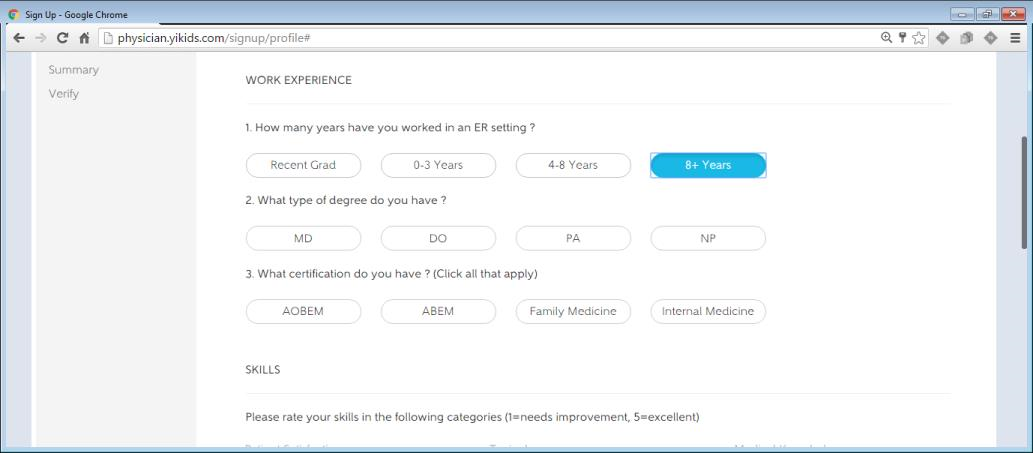 Sign Up - Google Chrome
physician.yikids.com/signup/profile#
Summary
Verify
WORK EXPERIENCE
1. How many years have you worked in an ER setting ?
Recent Grad 0-3 Years 4-8 Years 8+ Years
2. What type of degree do you have ?
MD DO PA NP
3. What certification do you have ? (Click all that apply)
AOBEM ABEM Family Medicine Internal Medicine
SKILLS
Please rate your skills in the following categories (1=needs improvement, 5=excellent)